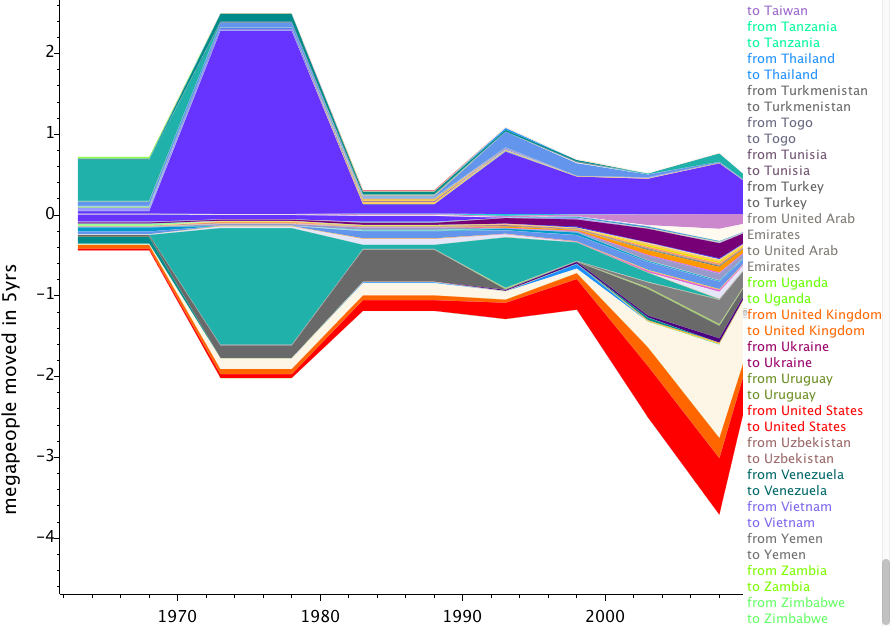 megapeople moved in 5yrs
2
1
0
−1
−2
−3
−4
1970
1980
1990
2000
to Taiwan
from Tanzania
to Tanzania
from Thailand
to Thailand
from Turkmenistan
to Turkmenistan
from Togo
to Togo
from Tunisia
to Tunisia
from Turkey
to Turkey
from United Arab
Emirates
to United Arab
Emirates
from Uganda
to Uganda
from United Kingdom
to United Kingdom
from Ukraine
to Ukraine
from Uruguay
to Uruguay
from United States
to United States
from Uzbekistan
to Uzbekistan
from Venezuela
to Venezuela
from Vietnam
to Vietnam
from Yemen
to Yemen
from Zambia
to Zambia
from Zimbabwe
to Zimbabwe